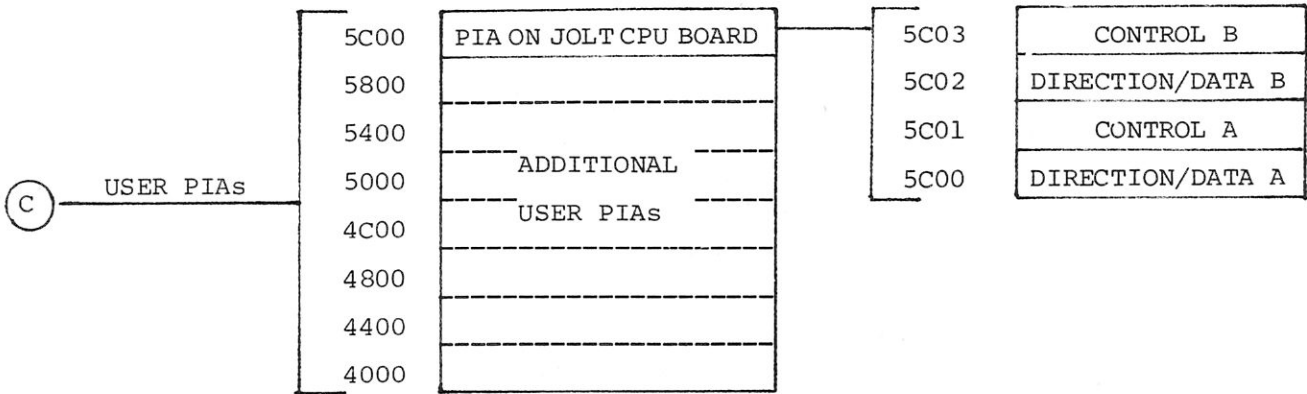 5C00 PIA ON JOLT CPU BOARD 5C03 CONTROL B
5800 5C02 DIRECTION/DATA B
5400 5C01 CONTROL A
ADDITIONAL
5000 5C00 DIRECTION/DATA A
C USER PIAs
USER PIAs
4C00
4800
4400
4000